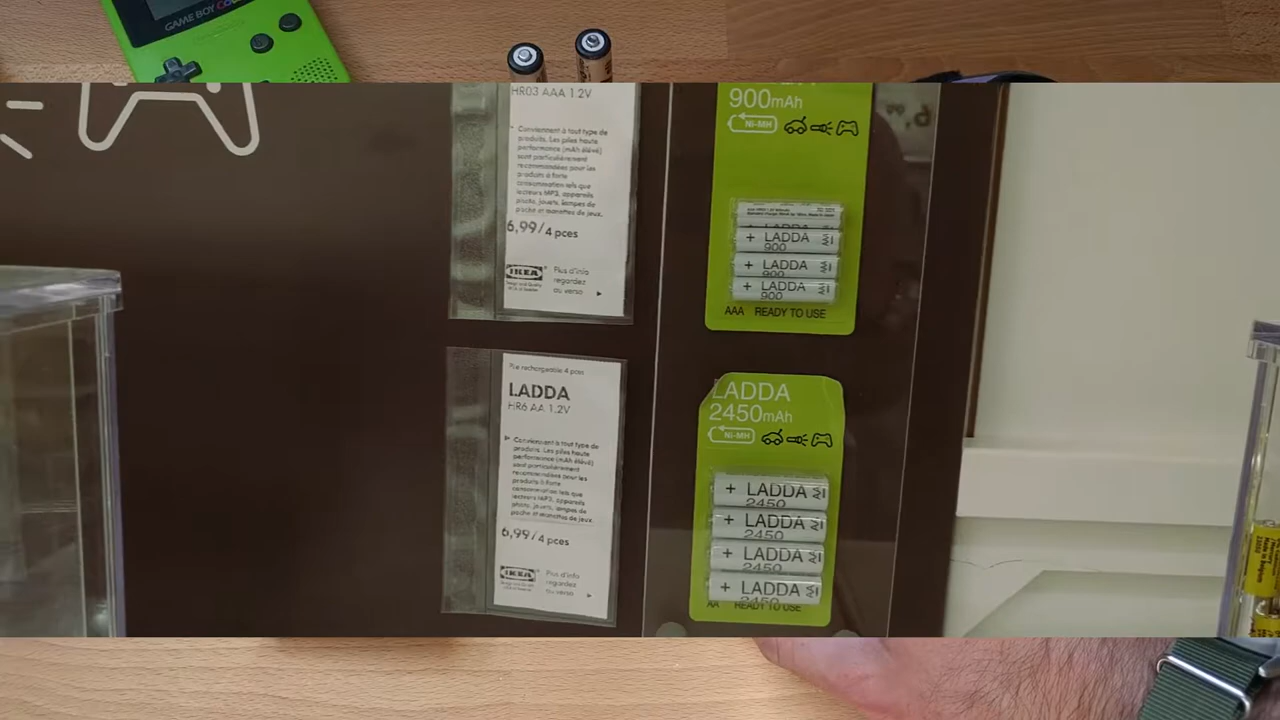 GAME BOY COLOR
HR03 AAA 1.2V
Conviennent à tout type de
produits. Les piles haute
performance (mAh élévé)
sont particulièrement
recommandées pour les
produits à forte
consommation tels que
lecteurs MP3, appareils
photo, jouets, lampes de
poche et manettes de jeux.
6,99/4 pces
IKEA
Plus d'info
regardez
au verso
900mAh
Ni-MH
+ LADDA
900
+ LADDA
900
+ LADDA
900
AAA READY TO USE
Pile rechargeable 4 pces
LADDA
HR6 AA 1.2V
Conviennent à tout type de
produits. Les piles haute
performance (mAh élévé)
sont particulièrement
recommandées pour les
produits à forte
consommation tels que
lecteurs MP3, appareils
photo, jouets, lampes de
poche et manettes de jeux.
6,99/4 pces
IKEA
Plus d'info
regardez
au verso
LADDA
2450mAh
Ni-MH
+ LADDA
2450
+ LADDA
2450
+ LADDA
2450
+ LADDA
2450
AA READY TO USE